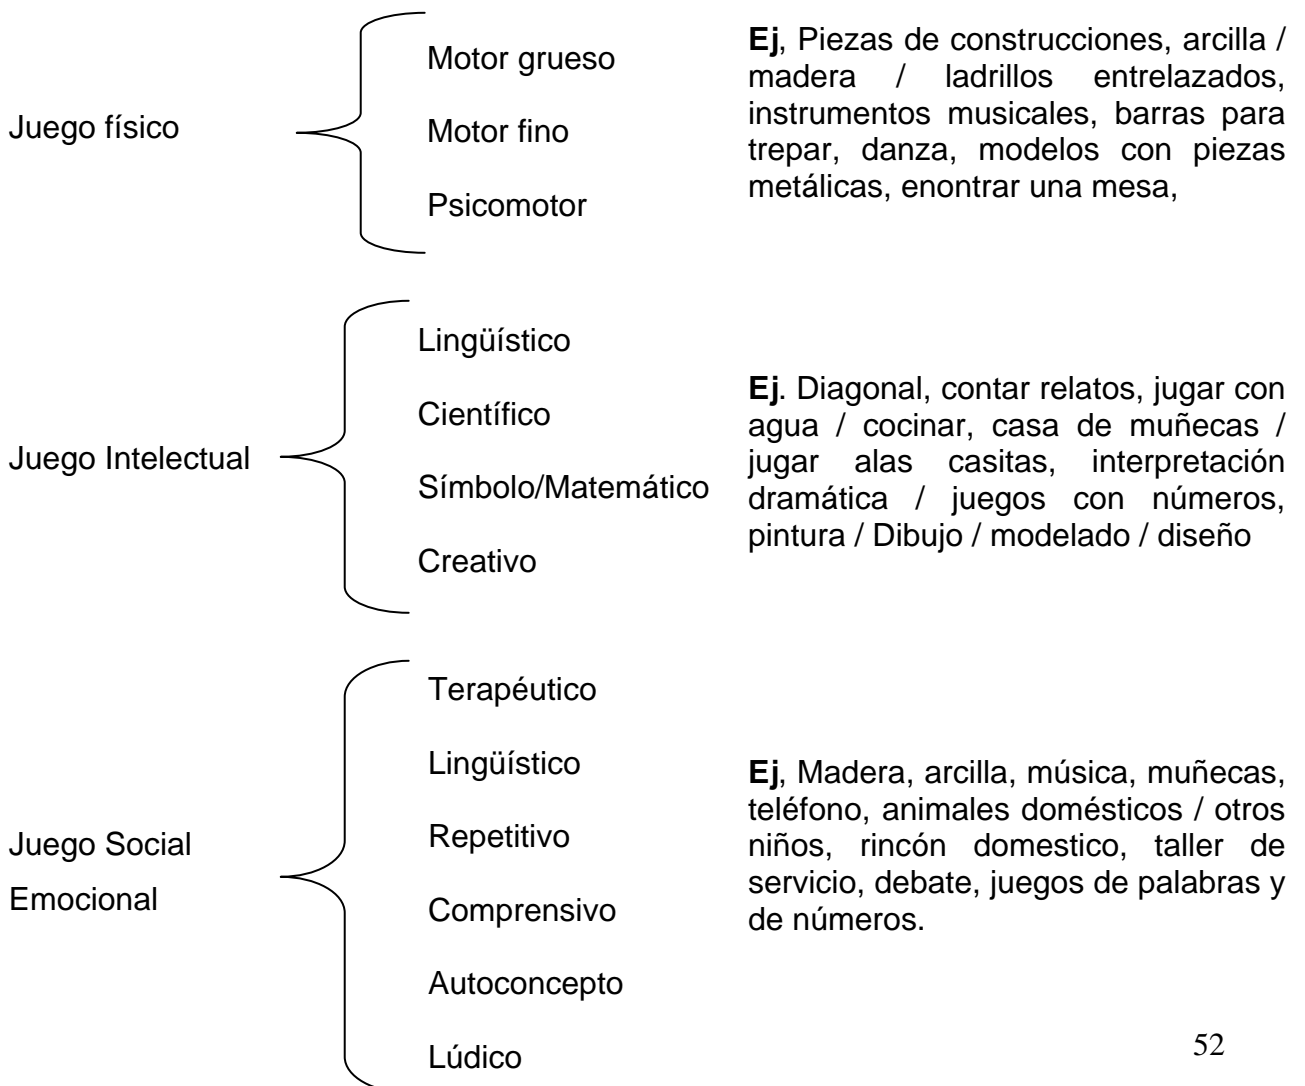 Juego físico
Motor grueso
Motor fino
Psicomotor
Ej, Piezas de construcciones, arcilla /
madera / ladrillos entrelazados,
instrumentos musicales, barras para
trepar, danza, modelos con piezas
metálicas, enontrar una mesa,
Juego Intelectual
Lingüístico
Científico
Símbolo/Matemático
Creativo
Ej. Diagonal, contar relatos, jugar con
agua / cocinar, casa de muñecas /
jugar alas casitas, interpretación
dramática / juegos con números,
pintura / Dibujo / modelado / diseño
Juego Social
Emocional
Terapéutico
Lingüístico
Repetitivo
Comprensivo
Autoconcepto
Lúdico
Ej, Madera, arcilla, música, muñecas,
teléfono, animales domésticos / otros
niños, rincón domestico, taller de
servicio, debate, juegos de palabras y
de números.
52